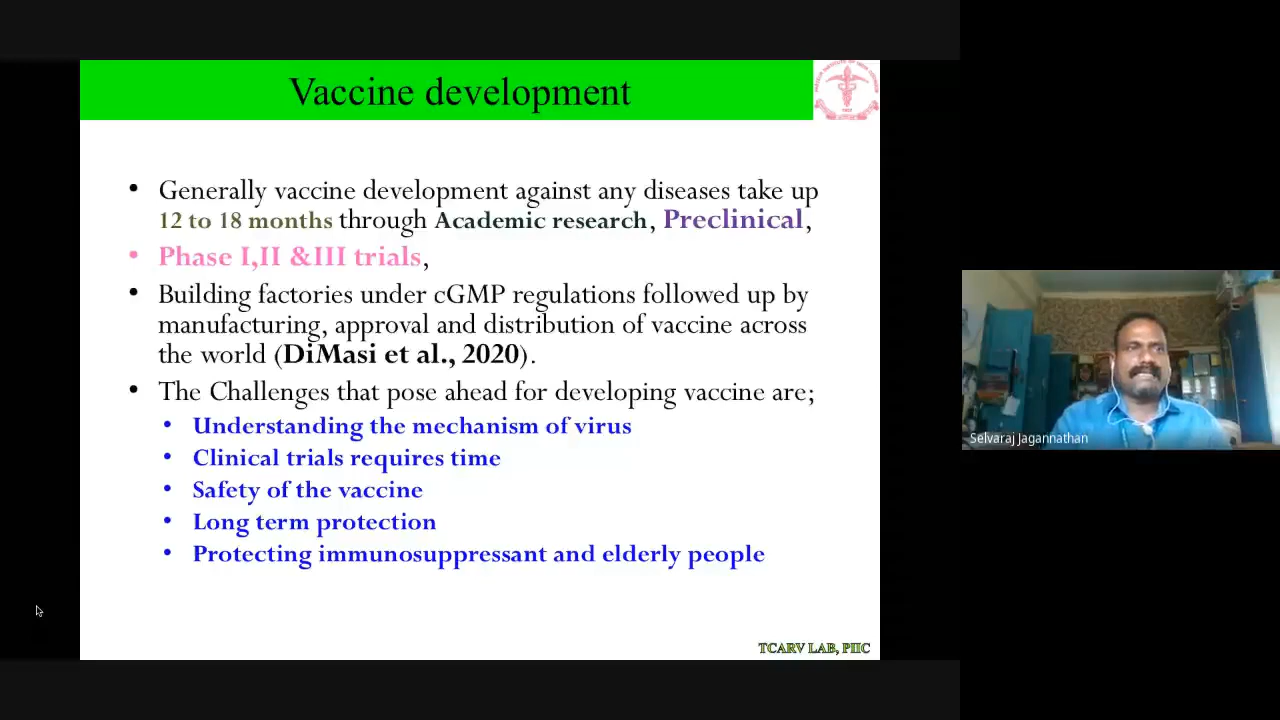 Vaccine development
• Generally vaccine development against any diseases take up
12 to 18 months through Academic research, Preclinical,
• Phase I,II &III trials,
• Building factories under cGMP regulations followed up by
manufacturing, approval and distribution of vaccine across
the world (DiMasi et al., 2020).
• The Challenges that pose ahead for developing vaccine are;
• Understanding the mechanism of virus
• Clinical trials requires time
• Safety of the vaccine
• Long term protection
• Protecting immunosuppressant and elderly people
TCARV LAB, PIIC
Selvaraj Jagannathan